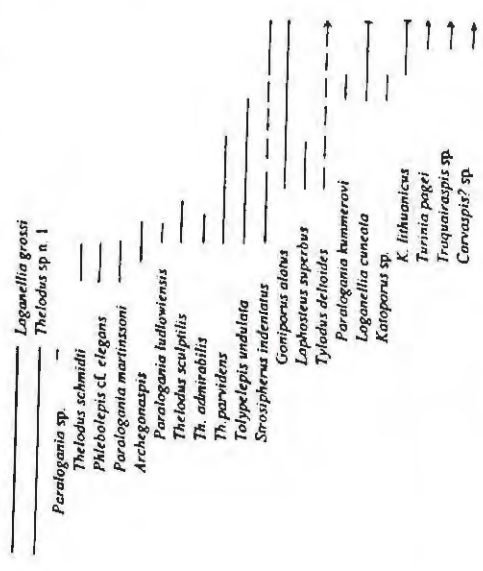 Loganellia grossi
Thelodus sp n. 1
Paralogania sp.
Thelodus schmidti
Phlebolepis cf. elegans
Paralogania martinssoni
Archegonaspis
Paralogania ludlowiensis
Thelodus sculptilis
Th. admirabilis
Th. parvidens
Tolypelepis undulata
Strosipherus indentatus
Goniporus alatus
Lophosteus superbus
Tylodus deltoides
Paralogania kummerovi
Loganellia cuneata
Katoporus sp.
K. lithuanicus
Turinia pagei
Traquairaspis sp.
Corvaspis? sp.